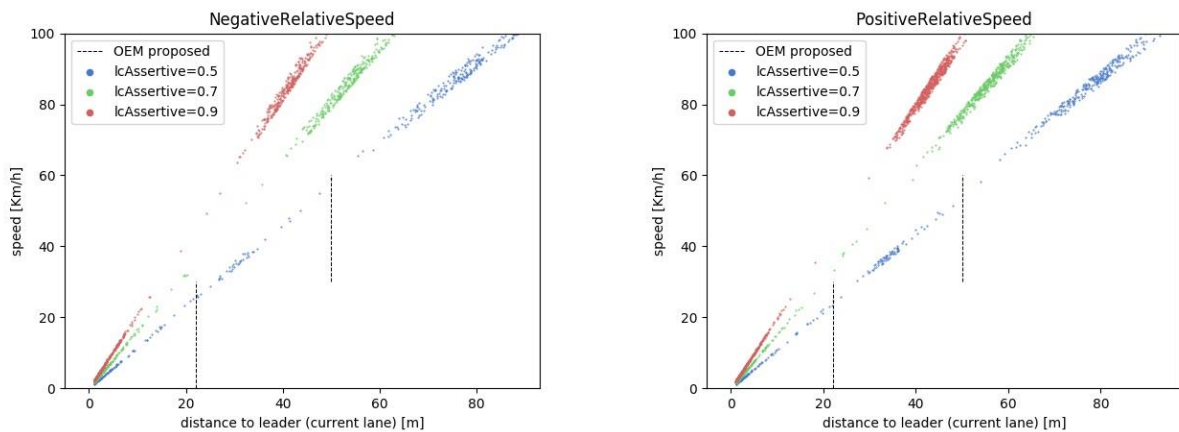 NegativeRelativeSpeed
100
80
60
40
20
0
speed [Km/h]
OEM proposed
lcAssertive=0.5
lcAssertive=0.7
lcAssertive=0.9
0 20 40 60 80
distance to leader (current lane) [m]
PositiveRelativeSpeed
100
80
60
40
20
0
speed [Km/h]
OEM proposed
lcAssertive=0.5
lcAssertive=0.7
lcAssertive=0.9
0 20 40 60 80
distance to leader (current lane) [m]